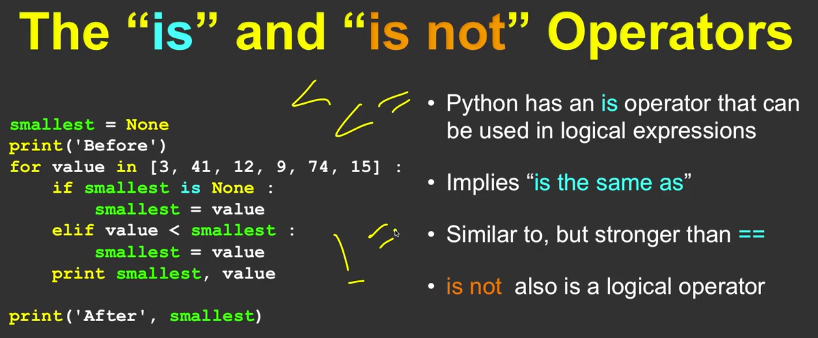 The “is” and “is not” Operators
smallest = None
print('Before')
for value in [3, 41, 12, 9, 74, 15] :
    if smallest is None :
        smallest = value
    elif value < smallest :
        smallest = value
    print smallest, value
print('After', smallest)
< <=
!=
• Python has an is operator that can
be used in logical expressions
• Implies “is the same as”
• Similar to, but stronger than ==
• is not also is a logical operator